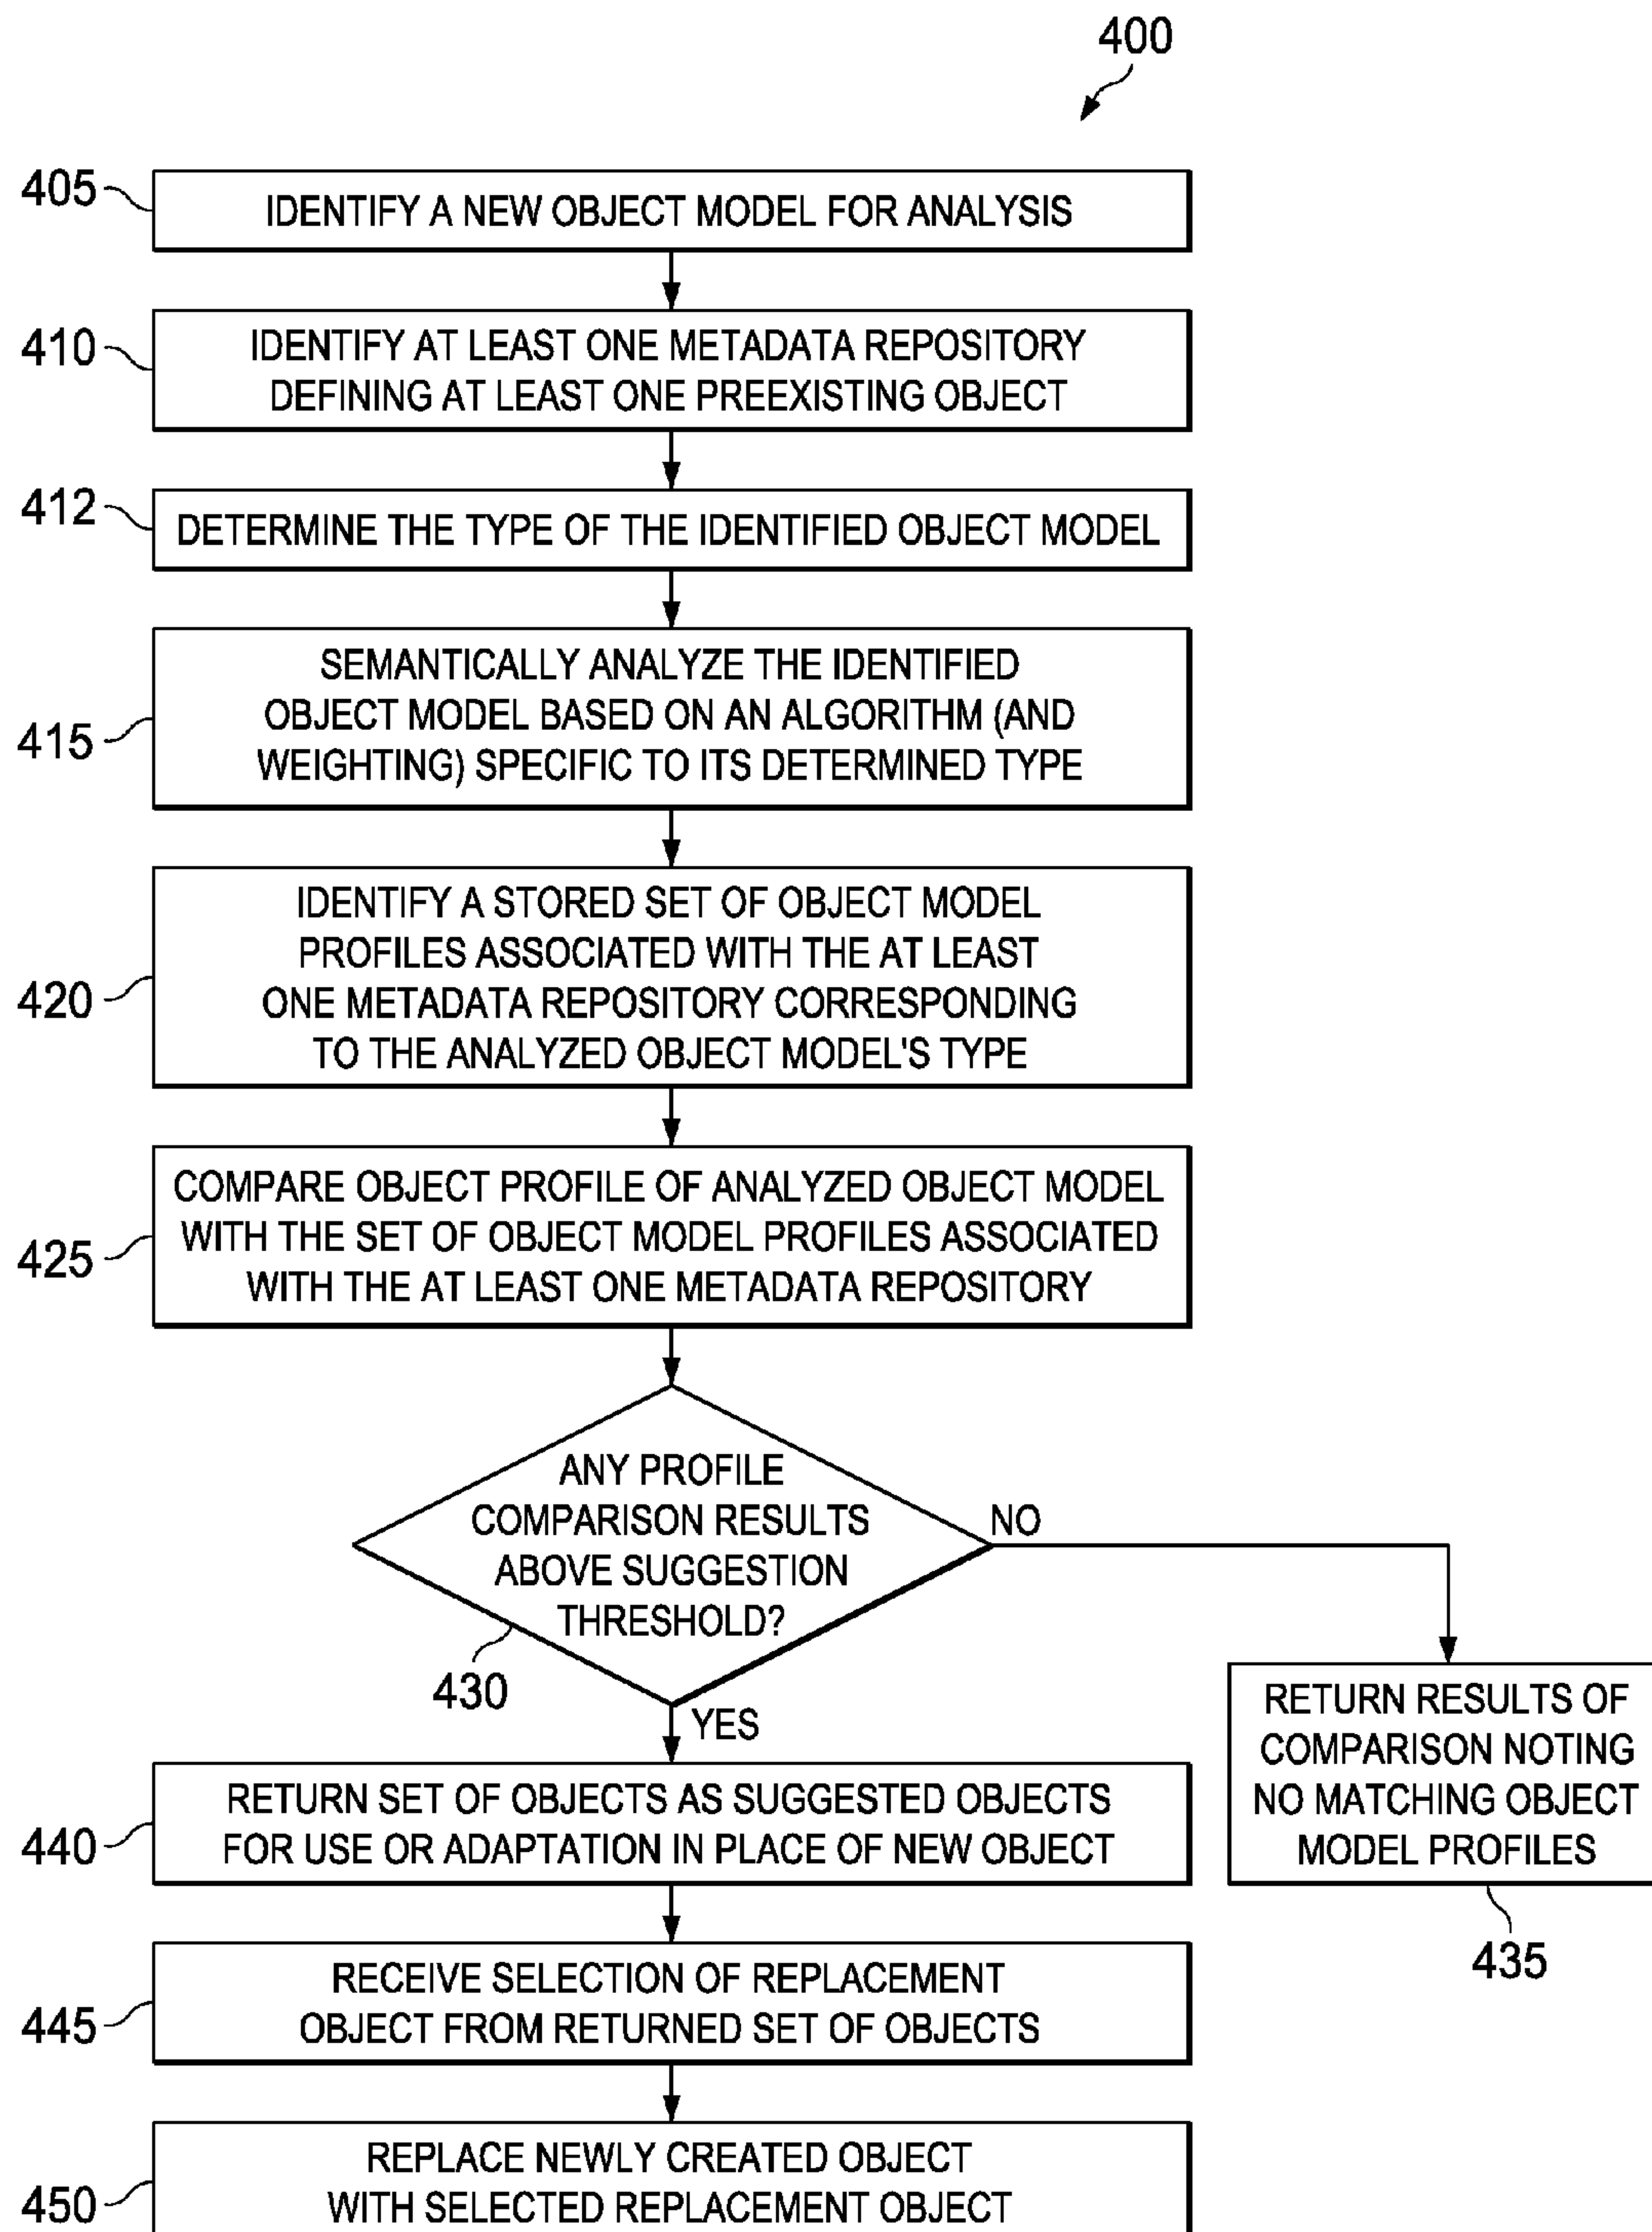 400
405
IDENTIFY A NEW OBJECT MODEL FOR ANALYSIS
410
IDENTIFY AT LEAST ONE METADATA REPOSITORY
DEFINING AT LEAST ONE PREEXISTING OBJECT
412
DETERMINE THE TYPE OF THE IDENTIFIED OBJECT MODEL
415
SEMANTICALLY ANALYZE THE IDENTIFIED
OBJECT MODEL BASED ON AN ALGORITHM (AND
WEIGHTING) SPECIFIC TO ITS DETERMINED TYPE
420
IDENTIFY A STORED SET OF OBJECT MODEL
PROFILES ASSOCIATED WITH THE AT LEAST
ONE METADATA REPOSITORY CORRESPONDING
TO THE ANALYZED OBJECT MODEL'S TYPE
425
COMPARE OBJECT PROFILE OF ANALYZED OBJECT MODEL
WITH THE SET OF OBJECT MODEL PROFILES ASSOCIATED
WITH THE AT LEAST ONE METADATA REPOSITORY
ANY PROFILE
COMPARISON RESULTS
ABOVE SUGGESTION
THRESHOLD?
430
NO
YES
RETURN RESULTS OF
COMPARISON NOTING
NO MATCHING OBJECT
MODEL PROFILES
435
440
RETURN SET OF OBJECTS AS SUGGESTED OBJECTS
FOR USE OR ADAPTATION IN PLACE OF NEW OBJECT
445
RECEIVE SELECTION OF REPLACEMENT
OBJECT FROM RETURNED SET OF OBJECTS
450
REPLACE NEWLY CREATED OBJECT
WITH SELECTED REPLACEMENT OBJECT